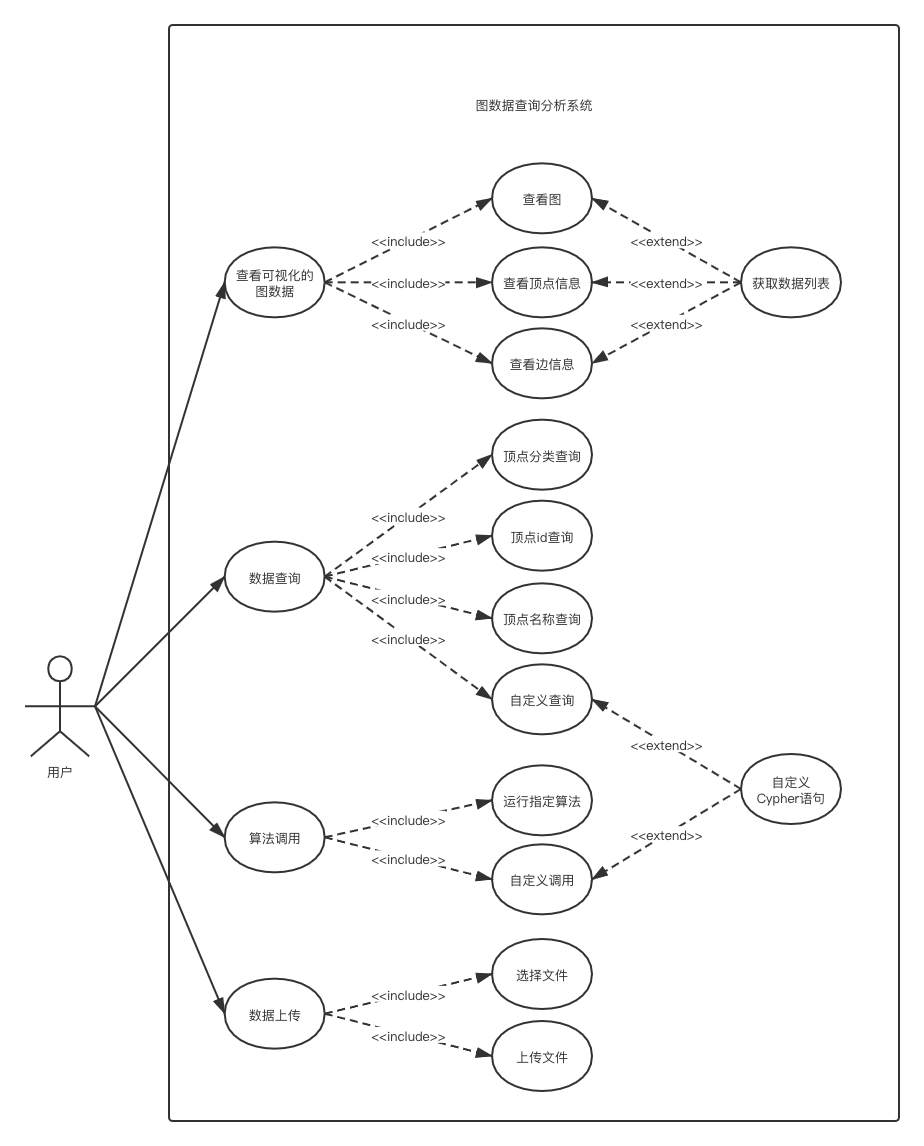 图数据查询分析系统
查看图
<<include>>
<<extend>>
查看可视化的
图数据
<<include>>
查看顶点信息
<<extend>>
获取数据列表
<<include>>
<<extend>>
查看边信息
顶点分类查询
<<include>>
顶点id查询
<<include>>
数据查询
<<include>>
顶点名称查询
<<include>>
自定义查询
<<extend>>
用户
自定义
Cypher语句
运行指定算法
<<include>>
算法调用
<<extend>>
<<include>>
自定义调用
选择文件
<<include>>
数据上传
<<include>>
上传文件